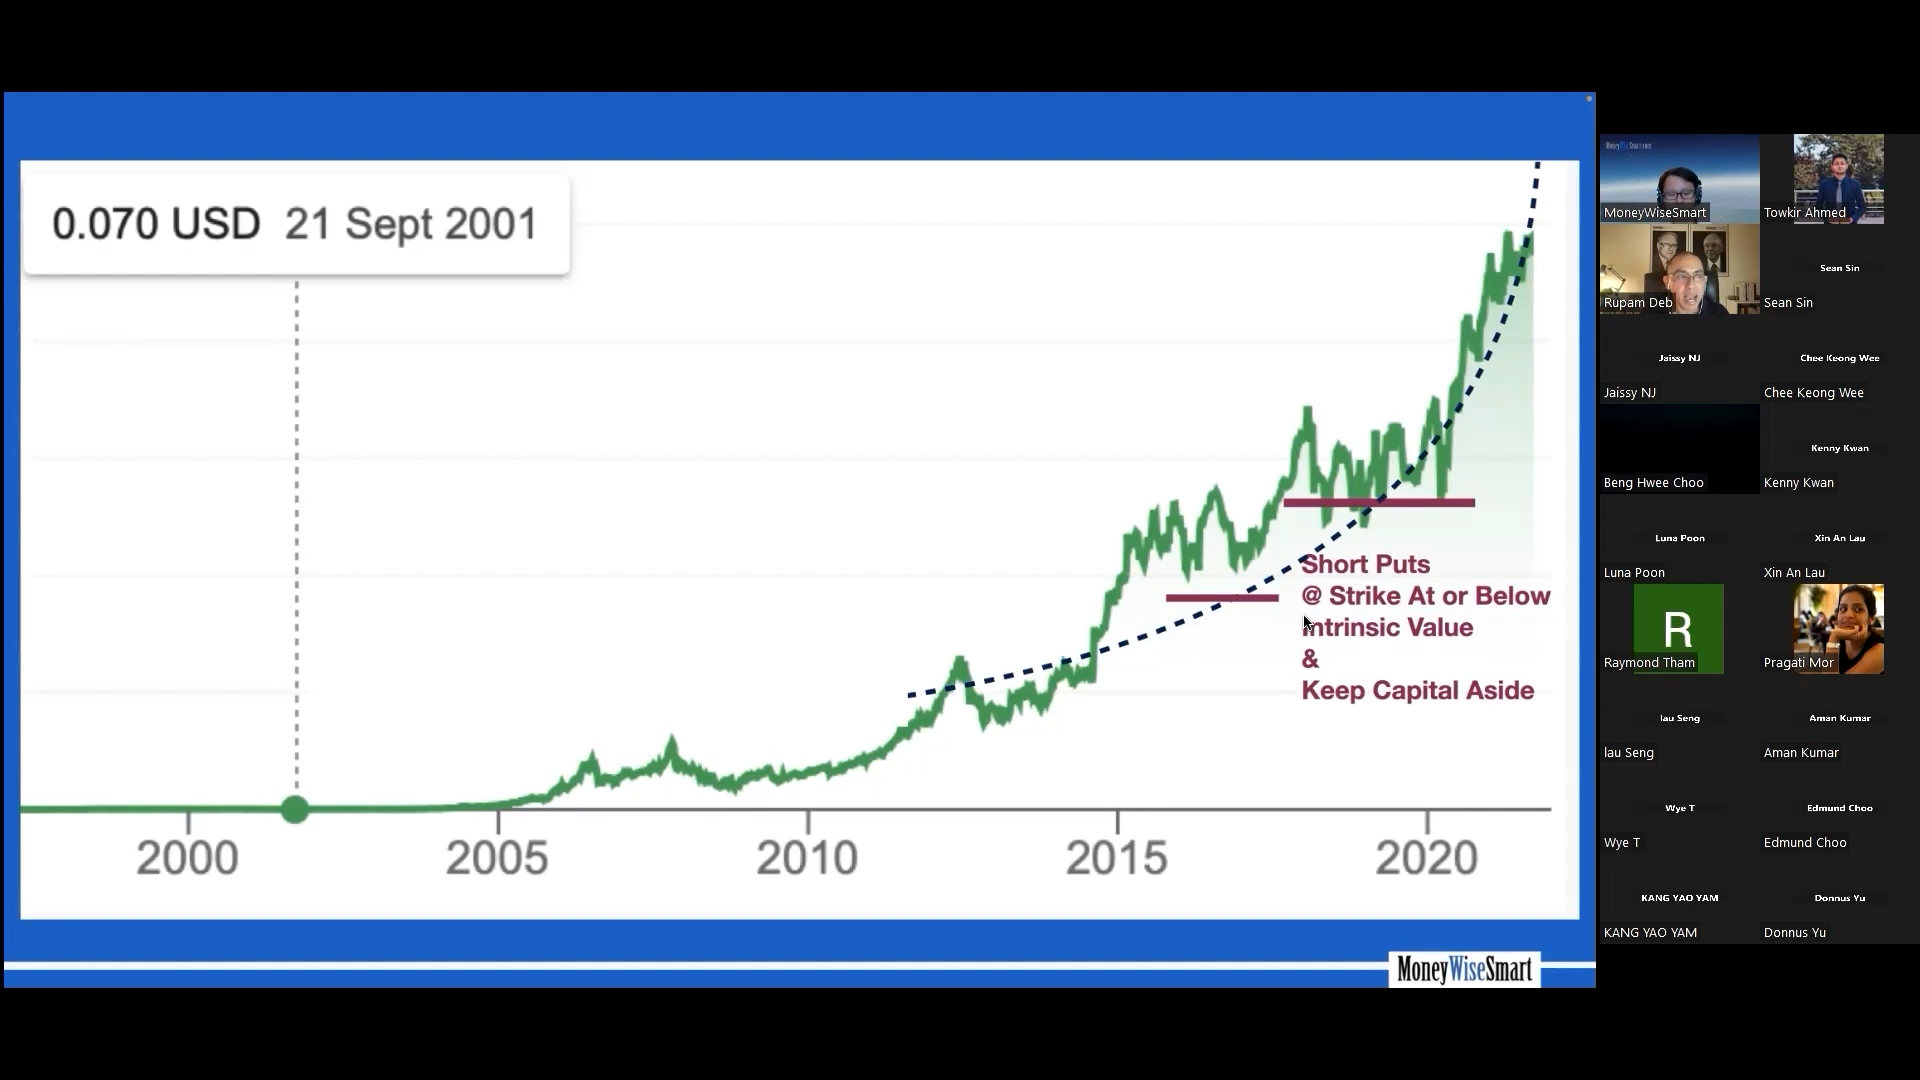 0.070 USD 21 Sept 2001
Short Puts
@ Strike At or Below
Intrinsic Value
&
Keep Capital Aside
2000 2005 2010 2015 2020
MoneyWiseSmart
MoneyWiseSmart.com
MoneyWiseSmart
Towkir Ahmed
Rupam Deb
Sean Sin
Sean Sin
Jaissy NJ
Jaissy NJ
Chee Keong Wee
Chee Keong Wee
Beng Hwee Choo
Kenny Kwan
Kenny Kwan
Luna Poon
Luna Poon
Xin An Lau
Xin An Lau
R
Raymond Tham
Pragati Mor
lau Seng
lau Seng
Aman Kumar
Aman Kumar
Wye T
Wye T
Edmund Choo
Edmund Choo
KANG YAO YAM
KANG YAO YAM
Donnus Yu
Donnus Yu